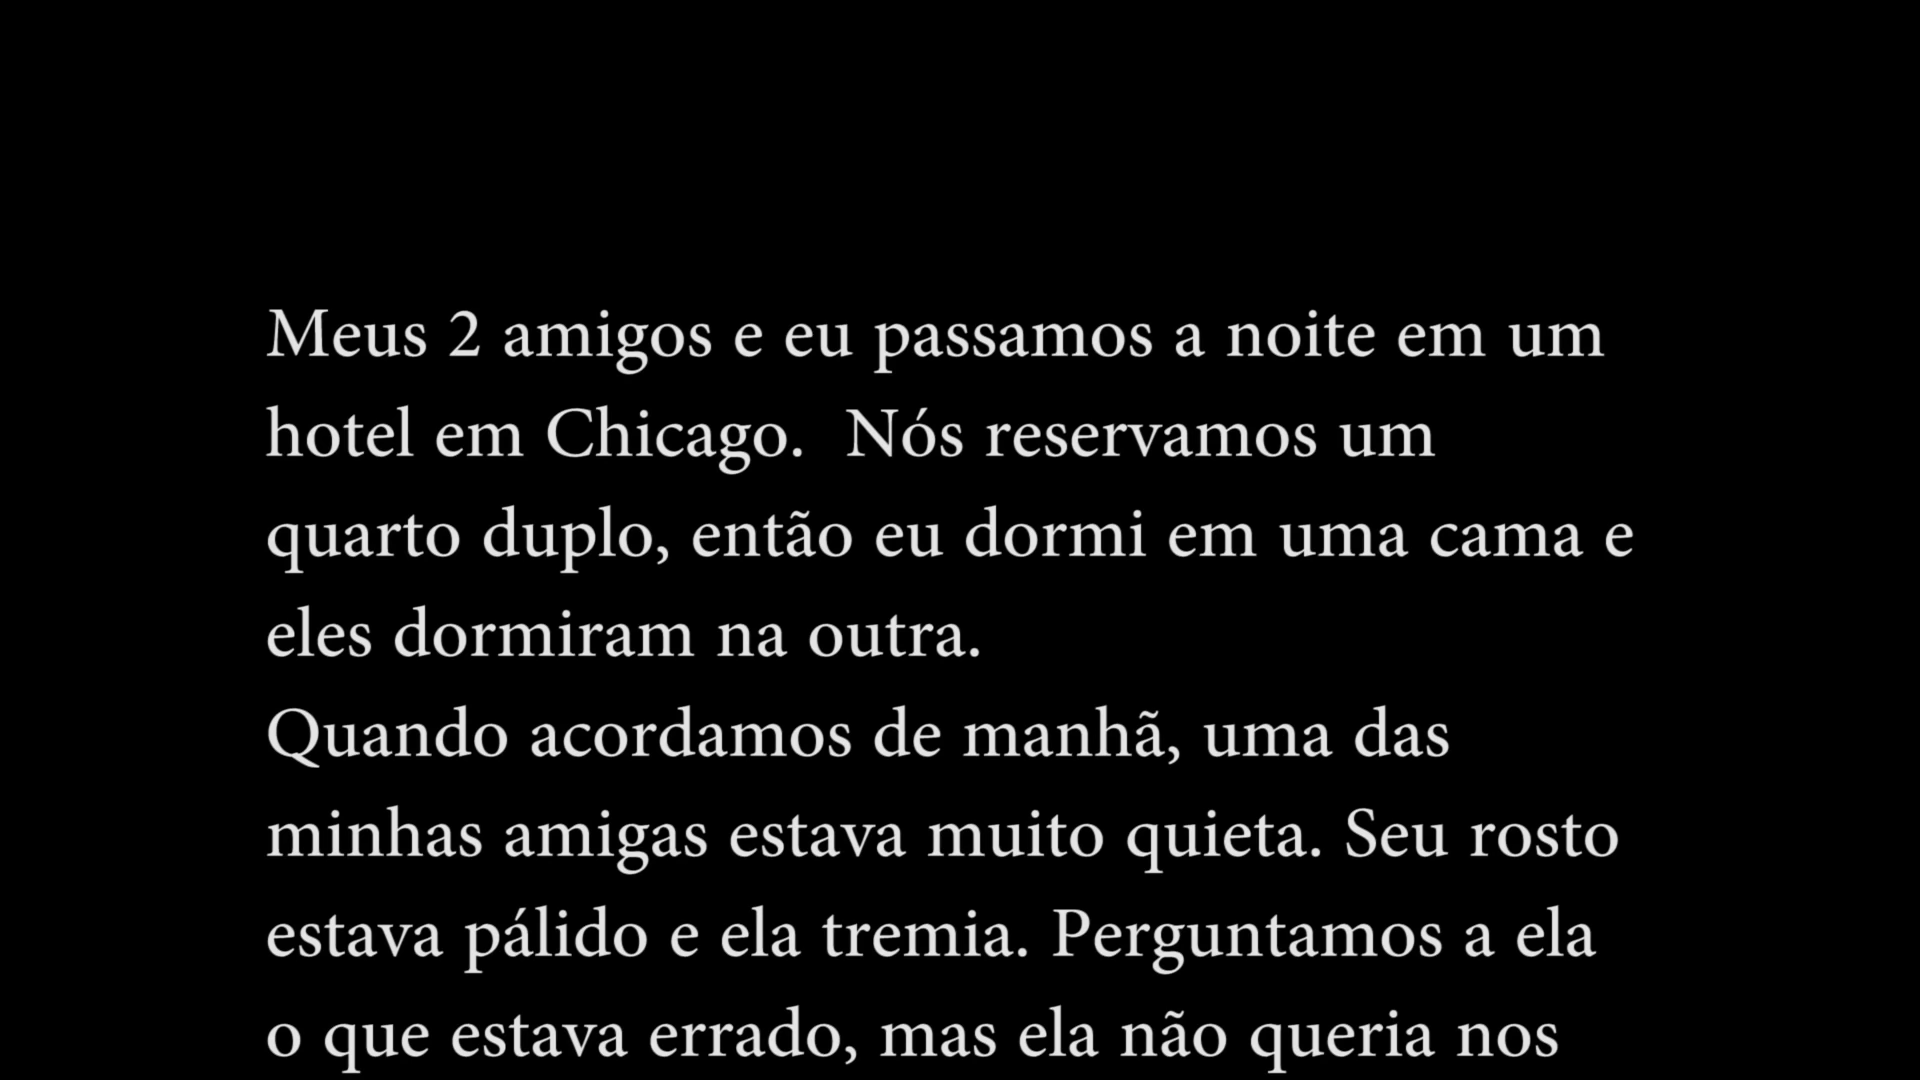 Meus 2 amigos e eu passamos a noite em um
hotel em Chicago.  Nós reservamos um
quarto duplo, então eu dormi em uma cama e
eles dormiram na outra.
Quando acordamos de manhã, uma das
minhas amigas estava muito quieta. Seu rosto
estava pálido e ela tremia. Perguntamos a ela
o que estava errado, mas ela não queria nos